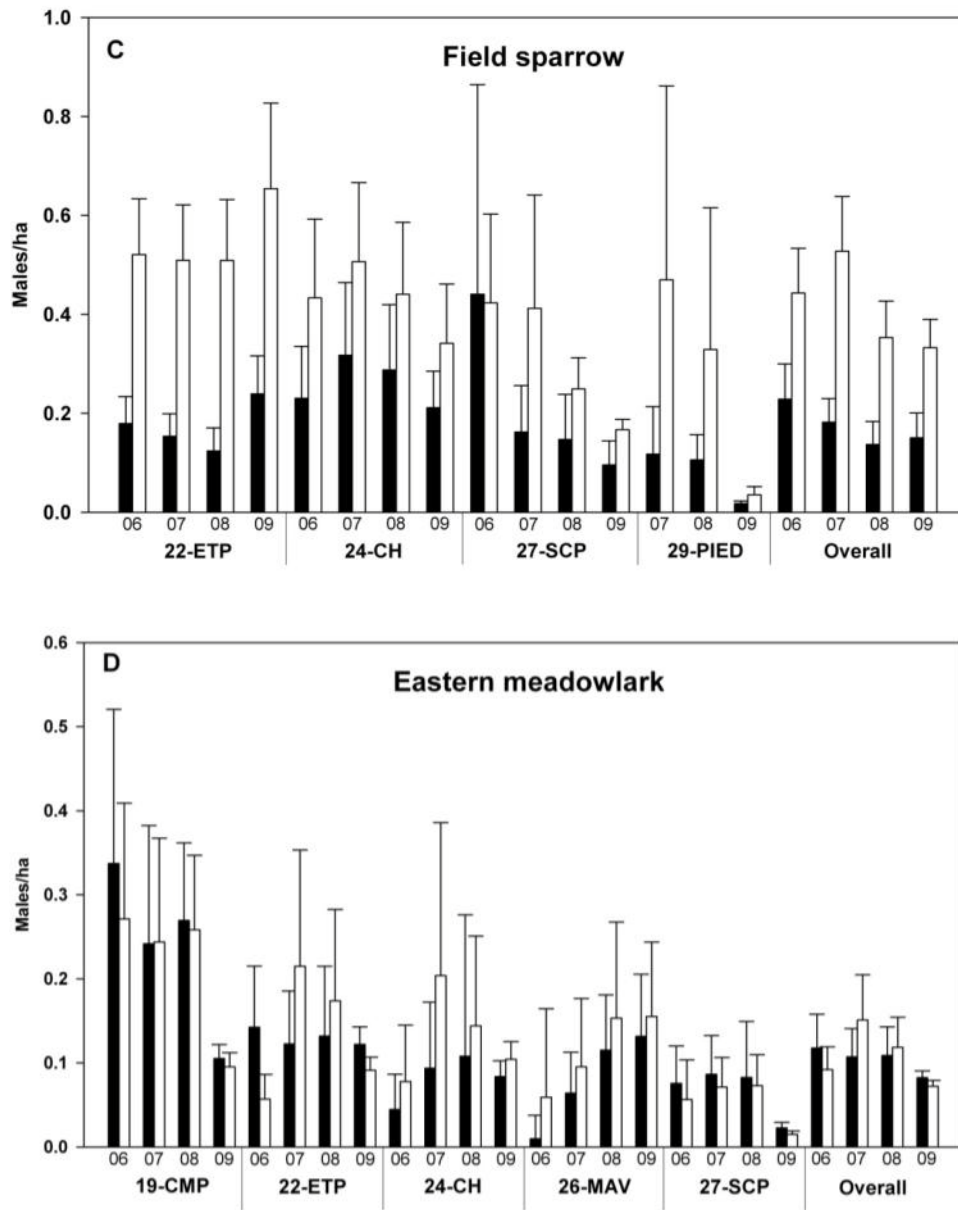 C
Field sparrow
Males/ha
1.0
0.8
0.6
0.4
0.2
0.0
06 07 08 09 06 07 08 09 06 07 08 09 07 08 09 06 07 08 09
22-ETP 24-CH 27-SCP 29-PIED Overall
D
Eastern meadowlark
Males/ha
0.6
0.5
0.4
0.3
0.2
0.1
0.0
06 07 08 09 06 07 08 09 06 07 08 09 06 07 08 09 06 07 08 09 06 07 08 09
19-CMP 22-ETP 24-CH 26-MAV 27-SCP Overall